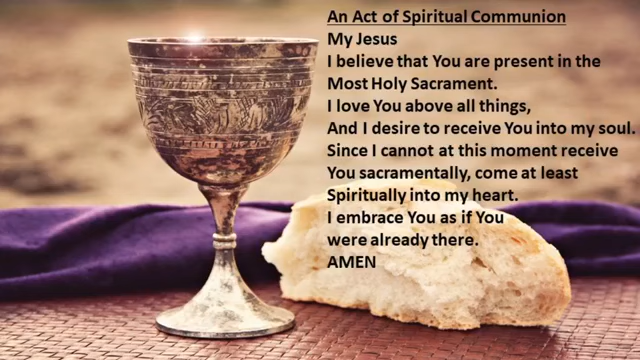 An Act of Spiritual Communion
My Jesus
I believe that You are present in the
Most Holy Sacrament.
I love You above all things,
And I desire to receive You into my soul.
Since I cannot at this moment receive
You sacramentally, come at least
Spiritually into my heart.
I embrace You as if You
were already there.
AMEN